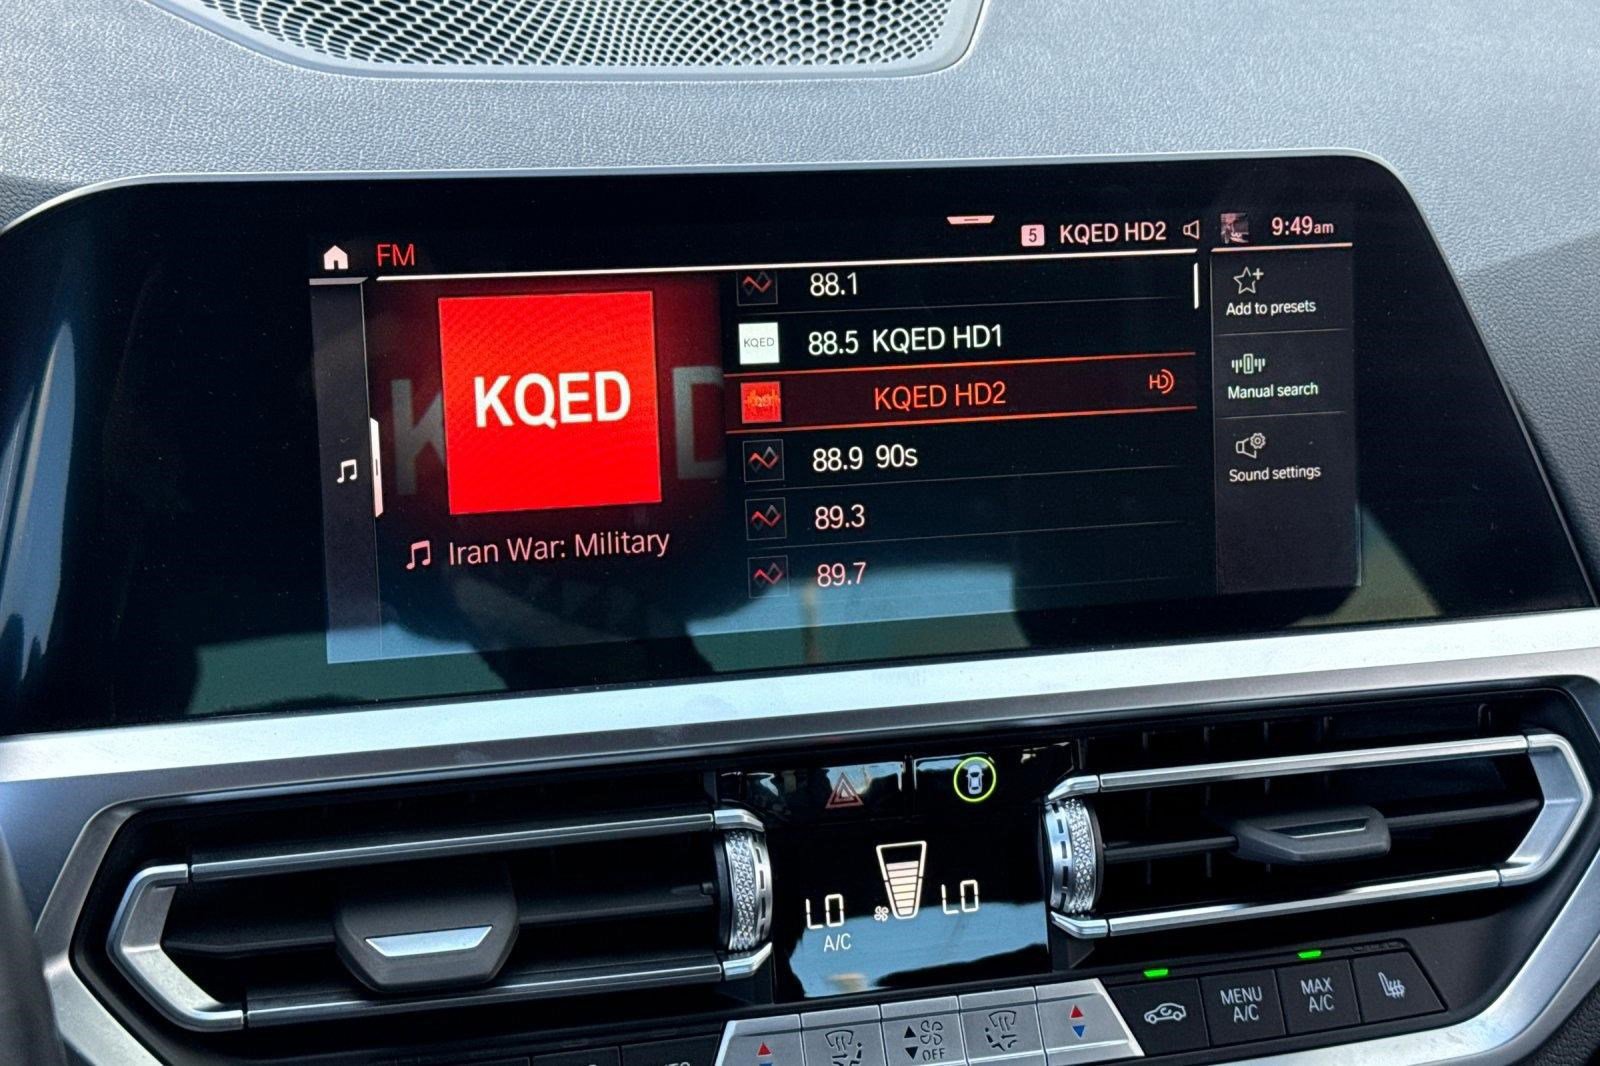 FM
5 KQED HD2
9:49am
KQED
Iran War: Military
88.1
KQED
88.5 KQED HD1
KQED HD2
HD
88.9 90s
89.3
89.7
Add to presets
Manual search
Sound settings
LO
A/C
LO
MENU
A/C
MAX
A/C
OFF